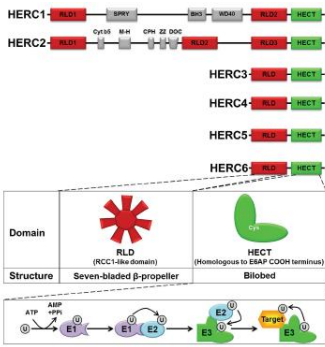 HERC1 RLD1 SPRY BH3 WD40 RLD2 HECT
HERC2 RLD1 Cyt b5 M-H CPH ZZ DOC RLD2 RLD3 HECT
HERC3 RLD HECT
HERC4 RLD HECT
HERC5 RLD HECT
HERC6 RLD HECT
Domain
RLD
(RCC1-like domain)
Cys
HECT
(Homologous to E6AP COOH terminus)
Structure Seven-bladed β-propeller Bilobed
U ATP AMP +PPi U E1 U E1 E2 U E2 U E3 Target U E3 U